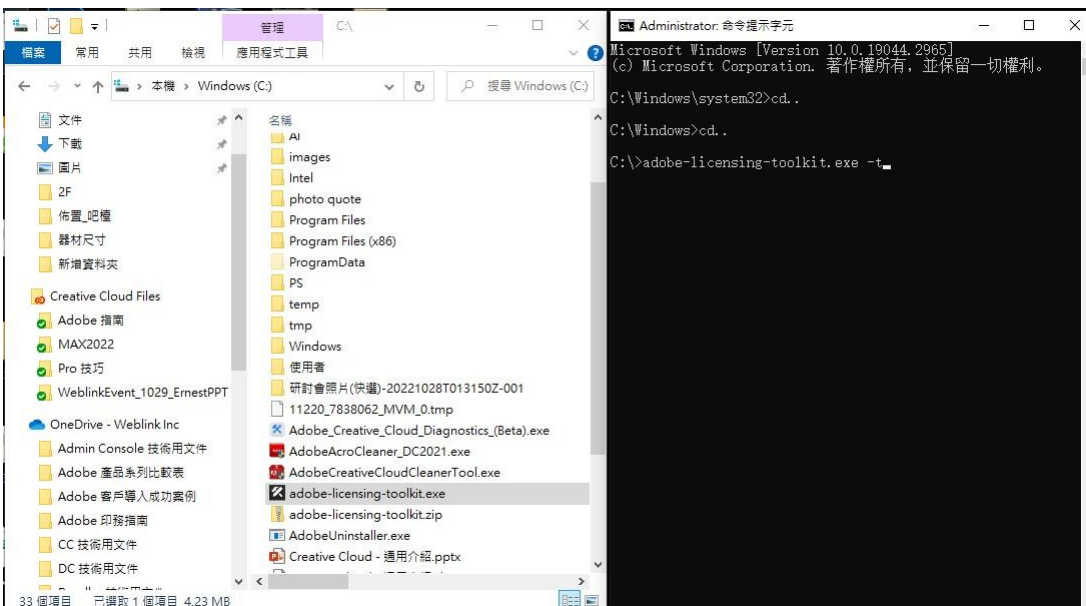 管理
C:\
檔案
常用
共用
檢視
應用程式工具
本機 › Windows (C:)
搜尋 Windows (C:)
文件
下載
圖片
2F
佈置_吧檯
器材尺寸
新增資料夾
Creative Cloud Files
Adobe 指南
MAX2022
Pro 技巧
WeblinkEvent_1029_ErnestPPT
OneDrive - Weblink Inc
Admin Console 技術用文件
Adobe 產品系列比較表
Adobe 客戶導入成功案例
Adobe 印務指南
CC 技術用文件
DC 技術用文件
名稱
AI
images
Intel
photo quote
Program Files
Program Files (x86)
ProgramData
PS
temp
tmp
Windows
使用者
研討會照片(快選)-20221028T013150Z-001
11220_7838062_MVM_0.tmp
Adobe_Creative_Cloud_Diagnostics_(Beta).exe
AdobeAcroCleaner_DC2021.exe
AdobeCreativeCloudCleanerTool.exe
adobe-licensing-toolkit.exe
adobe-licensing-toolkit.zip
AdobeUninstaller.exe
Creative Cloud - 通用介紹.pptx
33 個項目
已選取 1 個項目 4.23 MB
Administrator: 命令提示字元
Microsoft Windows [Version 10.0.19044.2965]
(c) Microsoft Corporation. 著作權所有，並保留一切權利。
C:\Windows\system32>cd..
C:\Windows>cd..
C:\>adobe-licensing-toolkit.exe -t